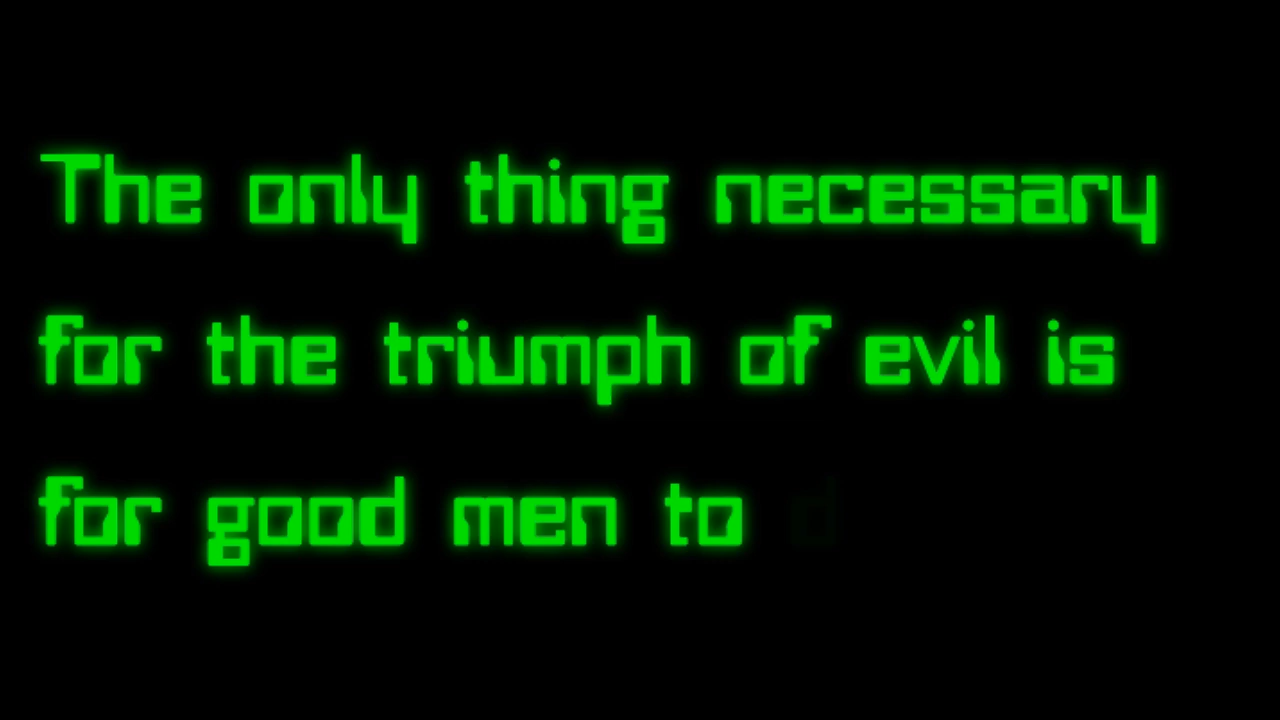 The only thing necessary
for the triumph of evil is
for good men to d